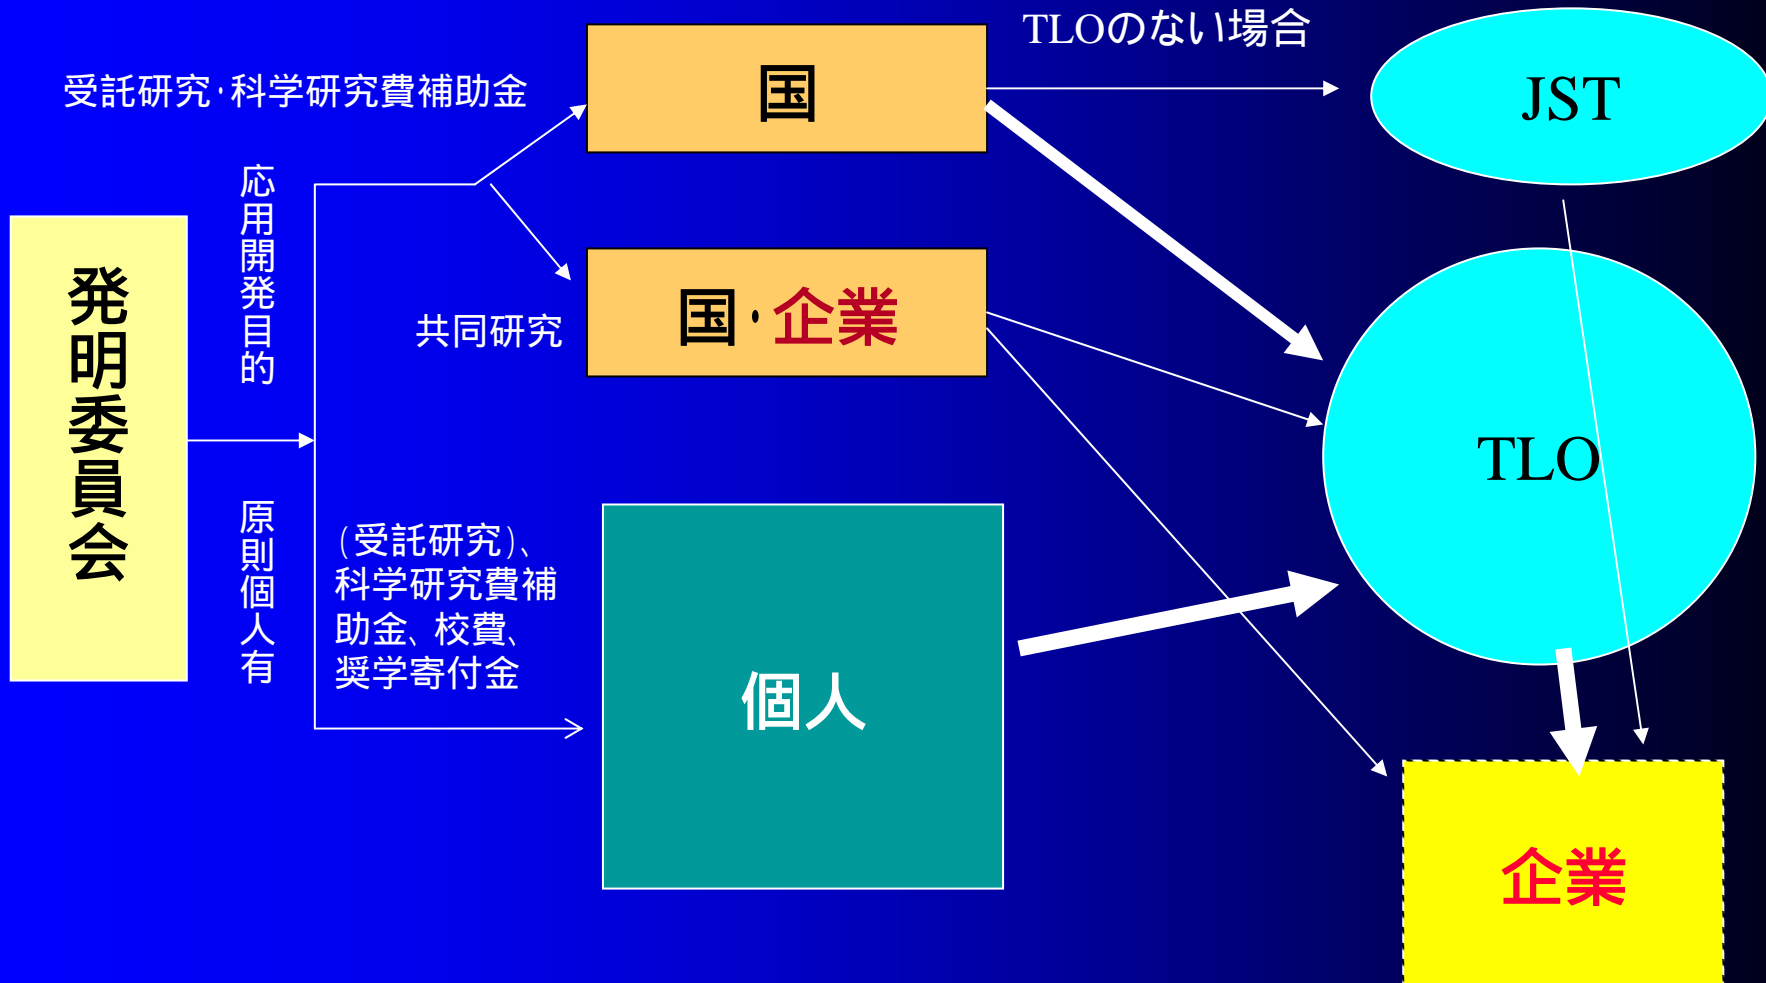 TLOのない場合
受託研究・科学研究費補助金
国
JST
応用開発目的
発明委員会
共同研究
国・企業
TLO
原則個人有
(受託研究)、
科学研究費補
助金、校費、
奨学寄付金
個人
企業